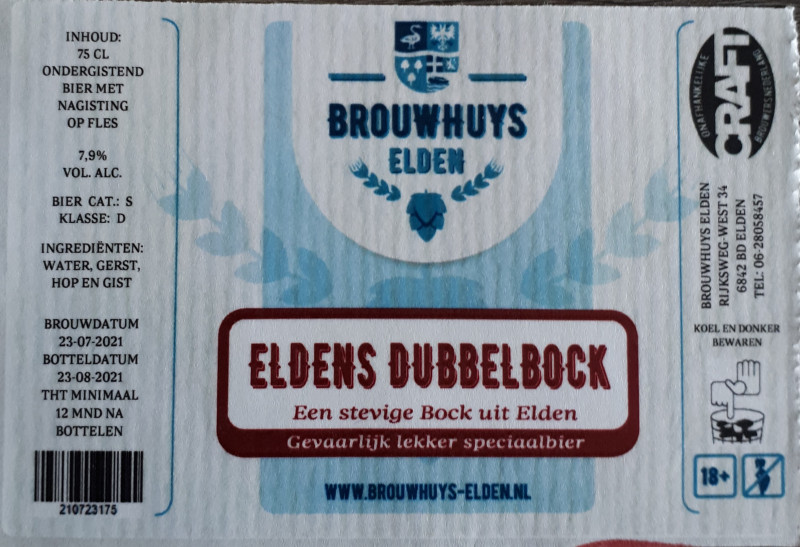 INHOUD:
75 CL
ONDERGISTEND
BIER MET
NAGISTING
OP FLES
7,9%
VOL. ALC.
BIER CAT.: S
KLASSE: D
INGREDIËNTEN:
WATER, GERST,
HOP EN GIST
BROUWDATUM
23-07-2021
BOTTELDATUM
23-08-2021
THT MINIMAAL
12 MND NA
BOTTELEN
210723175
BROUWHUYS
ELDEN
ELDENS DUBBELBOCK
Een stevige Bock uit Elden
Gevaarlijk lekker speciaalbier
WWW.BROUWHUYS-ELDEN.NL
ONAFHANKELIJKE
CRAFT
BROUWERS NEDERLAND
BROUWHUYS ELDEN
RIJKSWEG-WEST 34
6842 BD ELDEN
TEL: 06-28058457
KOEL EN DONKER
BEWAREN
18+